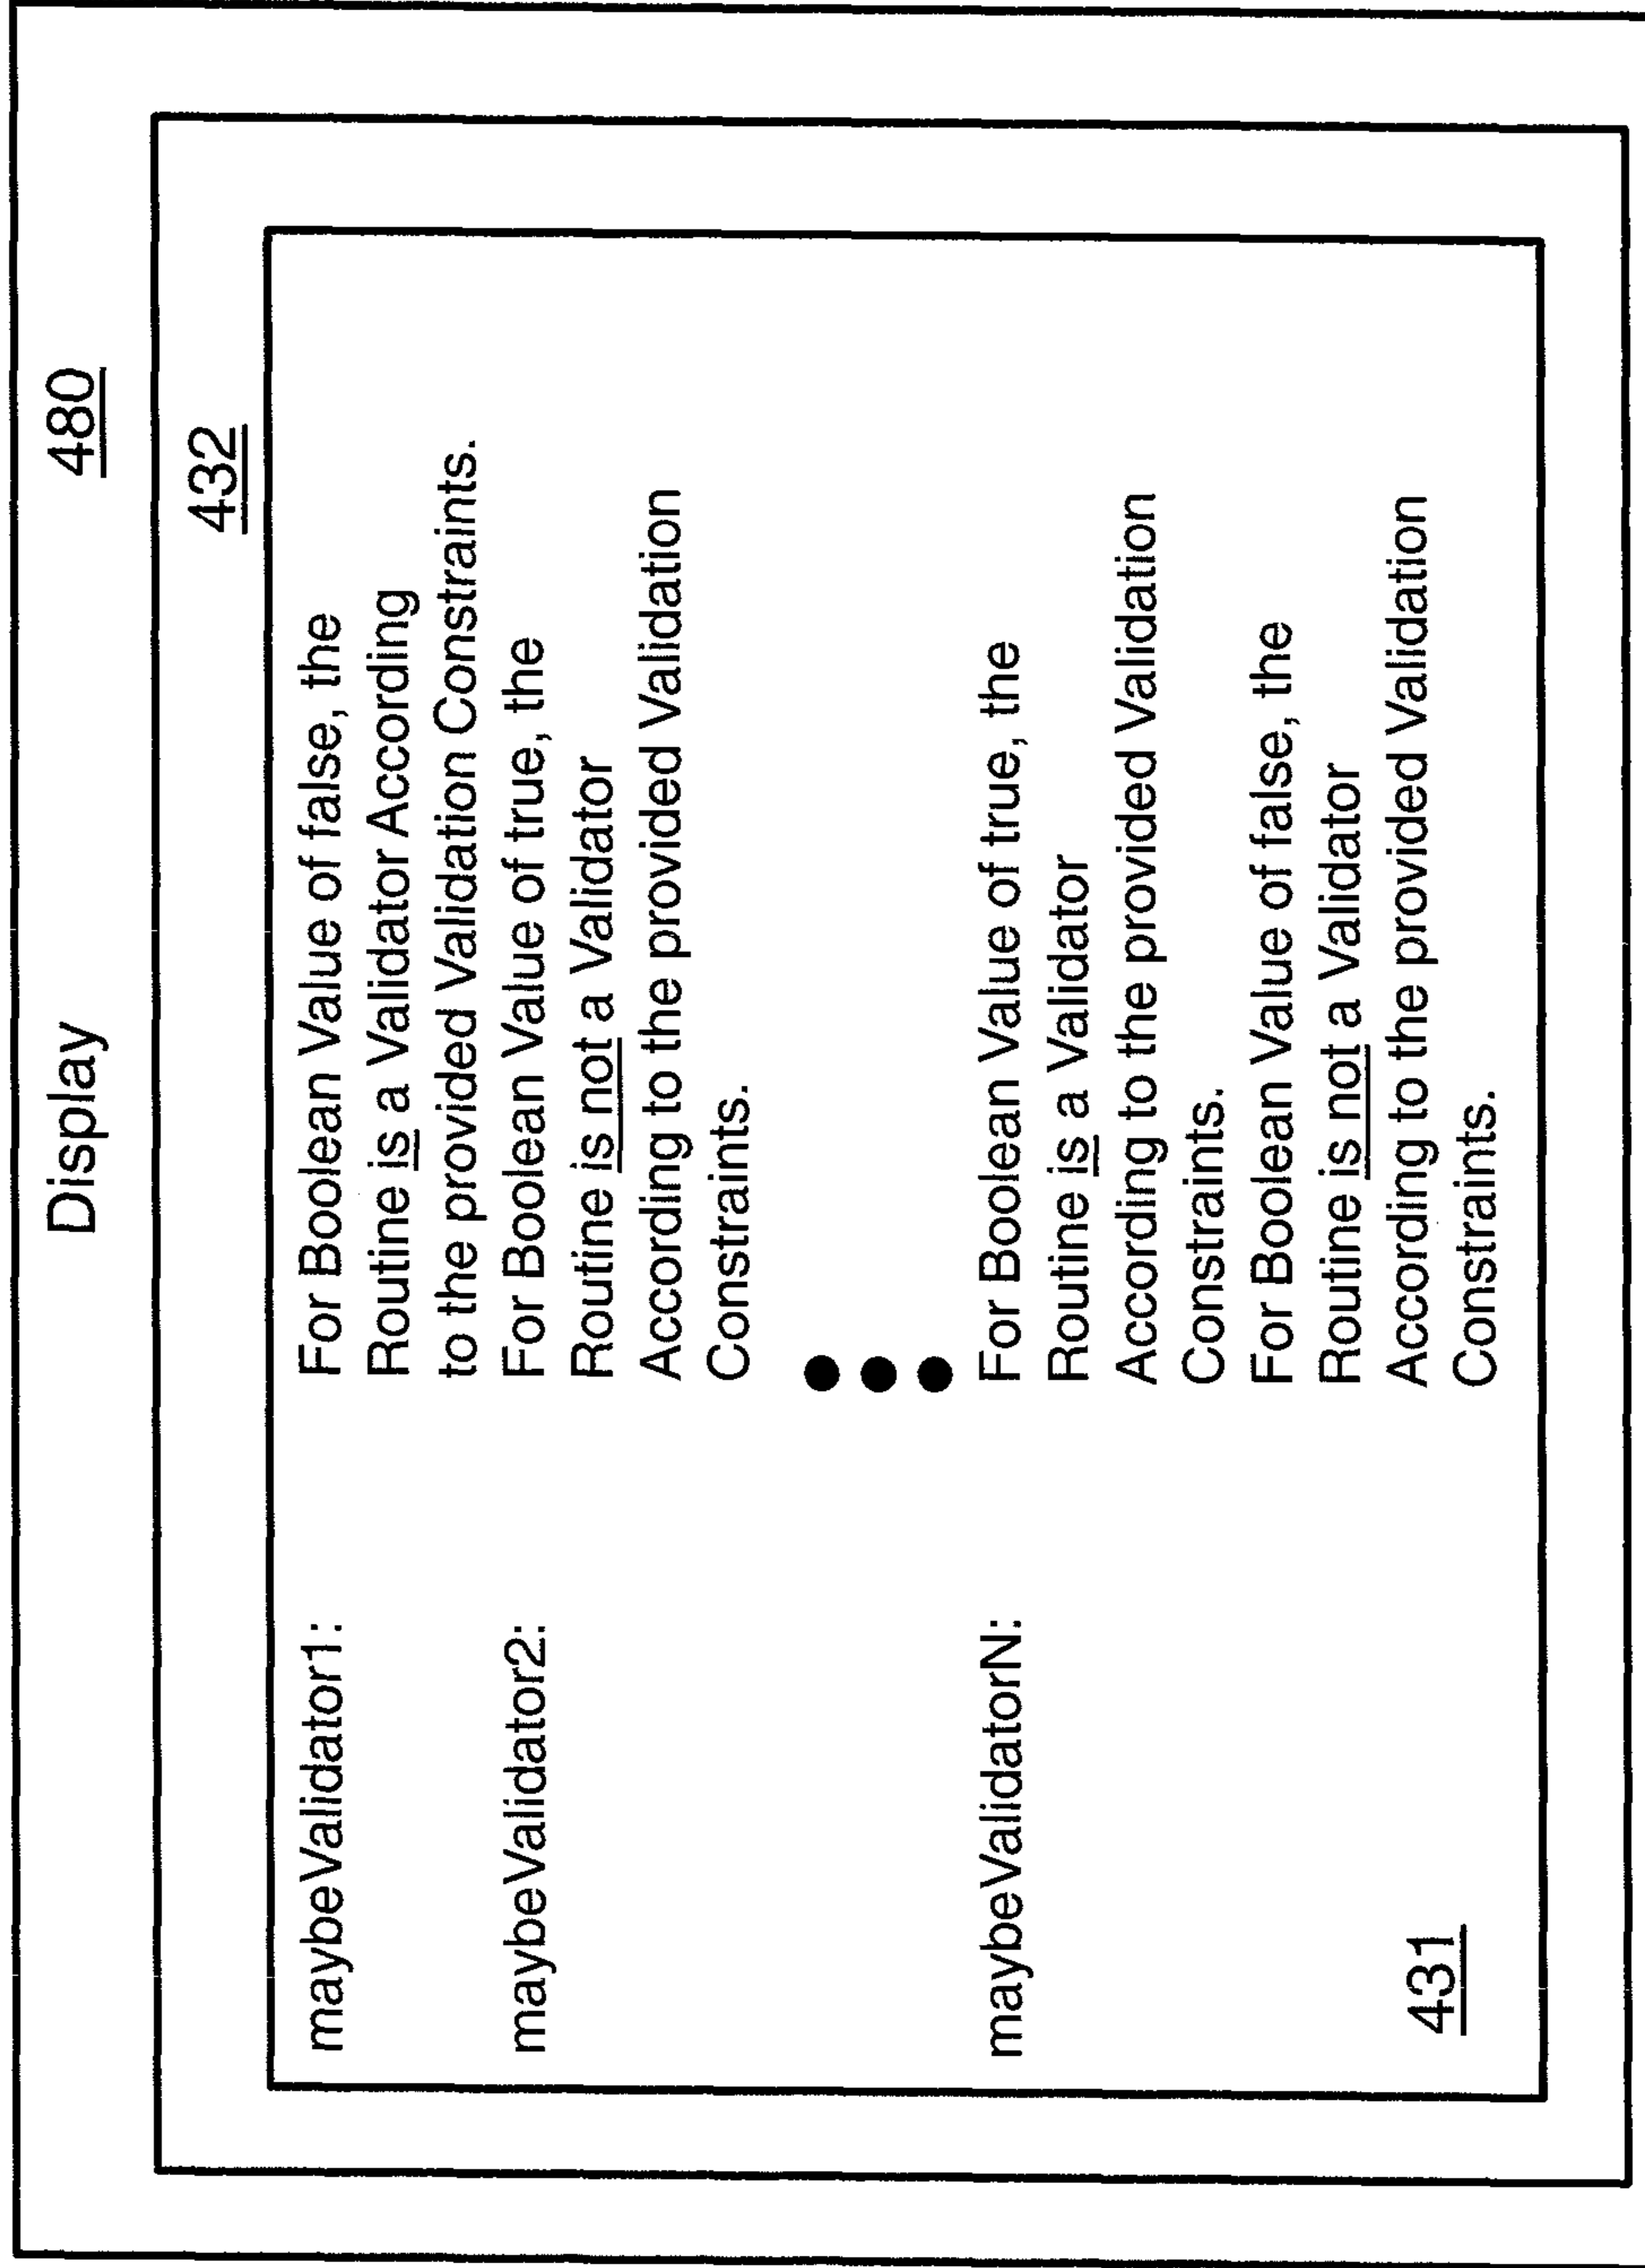 Display 480
432
maybeValidator1: For Boolean Value of false, the
Routine is a Validator According
to the provided Validation Constraints.
maybeValidator2: For Boolean Value of true, the
Routine is not a Validator
According to the provided Validation
Constraints.
maybeValidatorN: For Boolean Value of true, the
Routine is a Validator
According to the provided Validation
Constraints.
For Boolean Value of false, the
Routine is not a Validator
According to the provided Validation
Constraints.
431